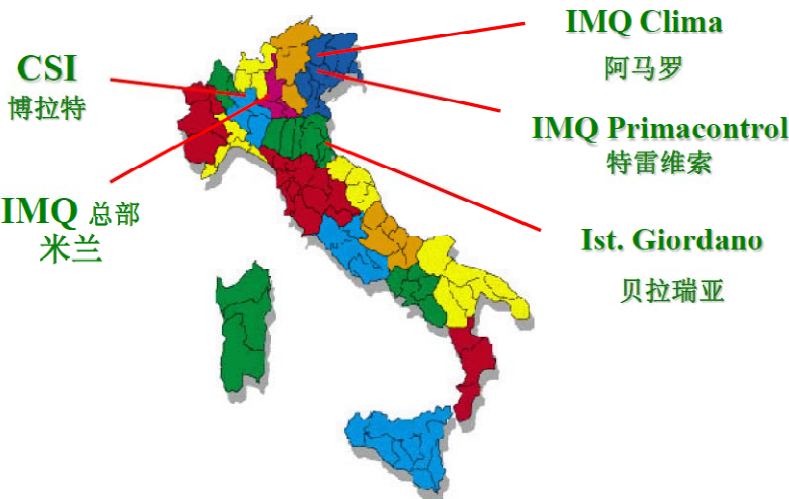 IMQ Clima
阿马罗
CSI
博拉特
IMQ Primacontrol
特雷维索
IMQ 总部
米兰
Ist. Giordano
贝拉瑞亚